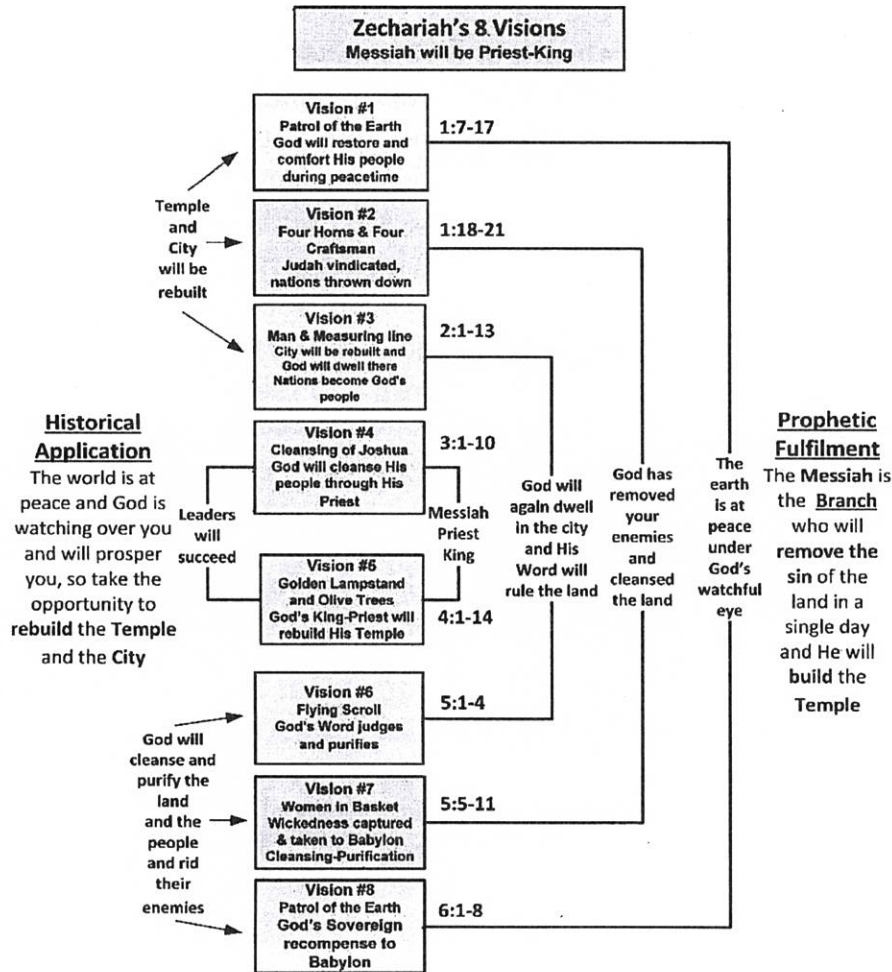 Zechariah's 8 Visions
Messiah will be Priest-King
Vision #1
Patrol of the Earth
God will restore and
comfort His people
during peacetime
1:7-17
Temple
and
City
will be
rebuilt
Vision #2
Four Horns & Four
Craftsman
Judah vindicated,
nations thrown down
1:18-21
Vision #3
Man & Measuring line
City will be rebuilt and
God will dwell there
Nations become God's
people
2:1-13
Historical
Application
The world is at
peace and God is
watching over you
and will prosper
you, so take the
opportunity to
rebuild the Temple
and the City
Leaders
will
succeed
Vision #4
Cleansing of Joshua
God will cleanse His
people through His
Priest
3:1-10
Messiah
Priest
King
Vision #5
Golden Lampstand
and Olive Trees
God's King-Priest will
rebuild His Temple
4:1-14
God will
again dwell
in the city
and His
Word will
rule the land
God has
removed
your
enemies
and
cleansed
the land
The
earth
is at
peace
under
God's
watchful
eye
Prophetic
Fulfilment
The Messiah is
the Branch
who will
remove the
sin of the
land in a
single day
and He will
build the
Temple
God will
cleanse and
purify the
land
and the
people
and rid
their
enemies
Vision #6
Flying Scroll
God's Word judges
and purifies
5:1-4
Vision #7
Women in Basket
Wickedness captured
& taken to Babylon
Cleansing-Purification
5:5-11
Vision #8
Patrol of the Earth
God's Sovereign
recompense to
Babylon
6:1-8